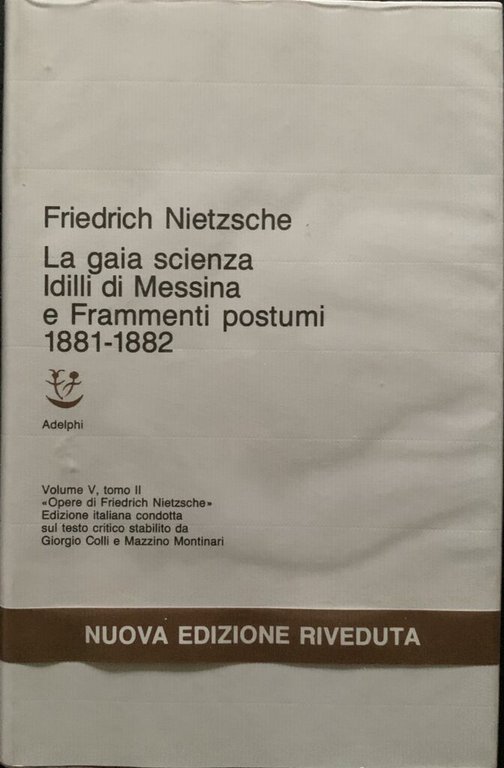 Friedrich Nietzsche
La gaia scienza
Idilli di Messina
e Frammenti postumi
1881-1882
Adelphi
Volume V, tomo II
«Opere di Friedrich Nietzsche»
Edizione italiana condotta
sul testo critico stabilito da
Giorgio Colli e Mazzino Montinari
NUOVA EDIZIONE RIVEDUTA